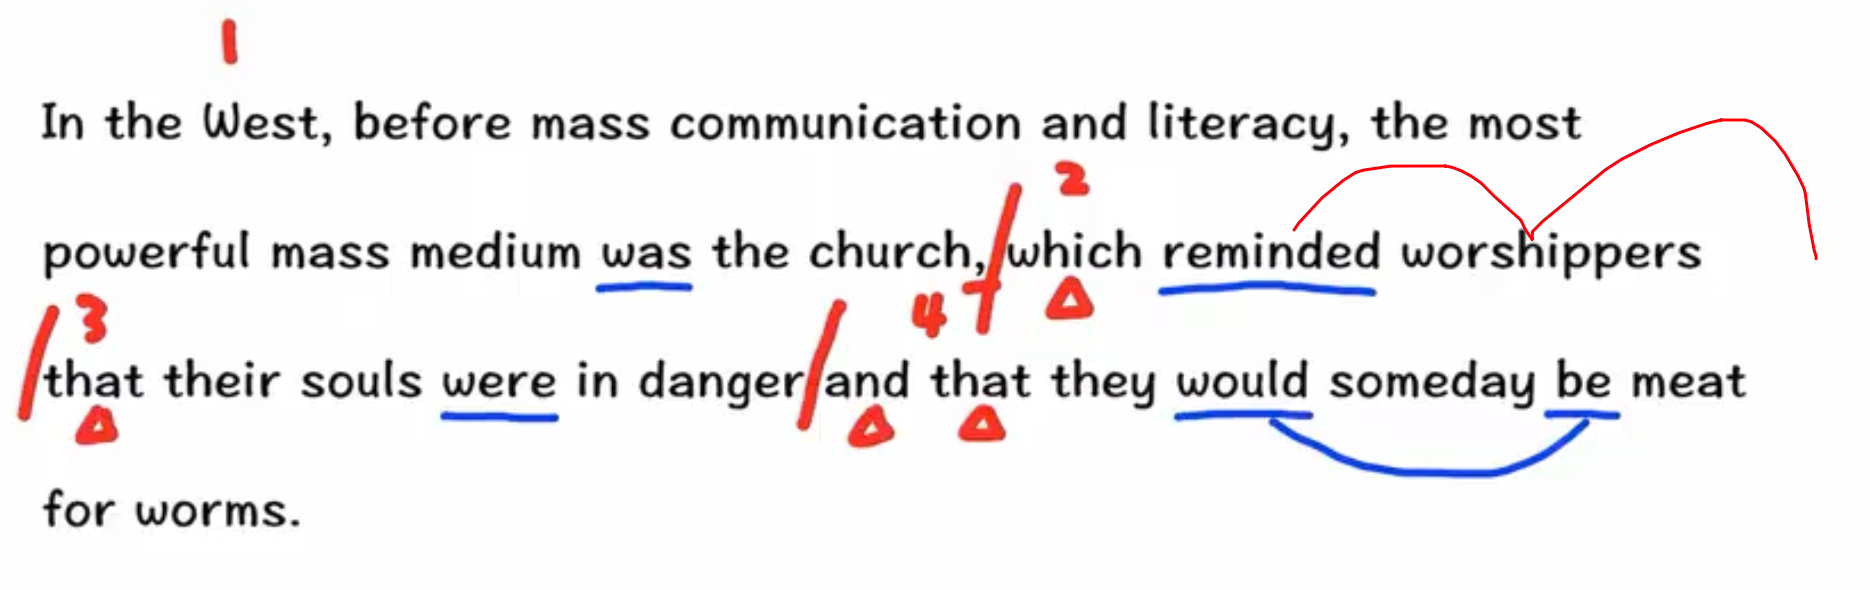 1
In the West, before mass communication and literacy, the most
2
powerful mass medium was the church, which reminded worshippers
3 4
that their souls were in danger and that they would someday be meat
for worms.